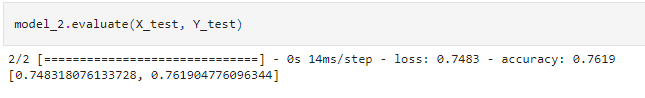 model_2.evaluate(X_test, Y_test)
2/2 [==============================] - 0s 14ms/step - loss: 0.7483 - accuracy: 0.7619
[0.748318076133728, 0.761904776096344]